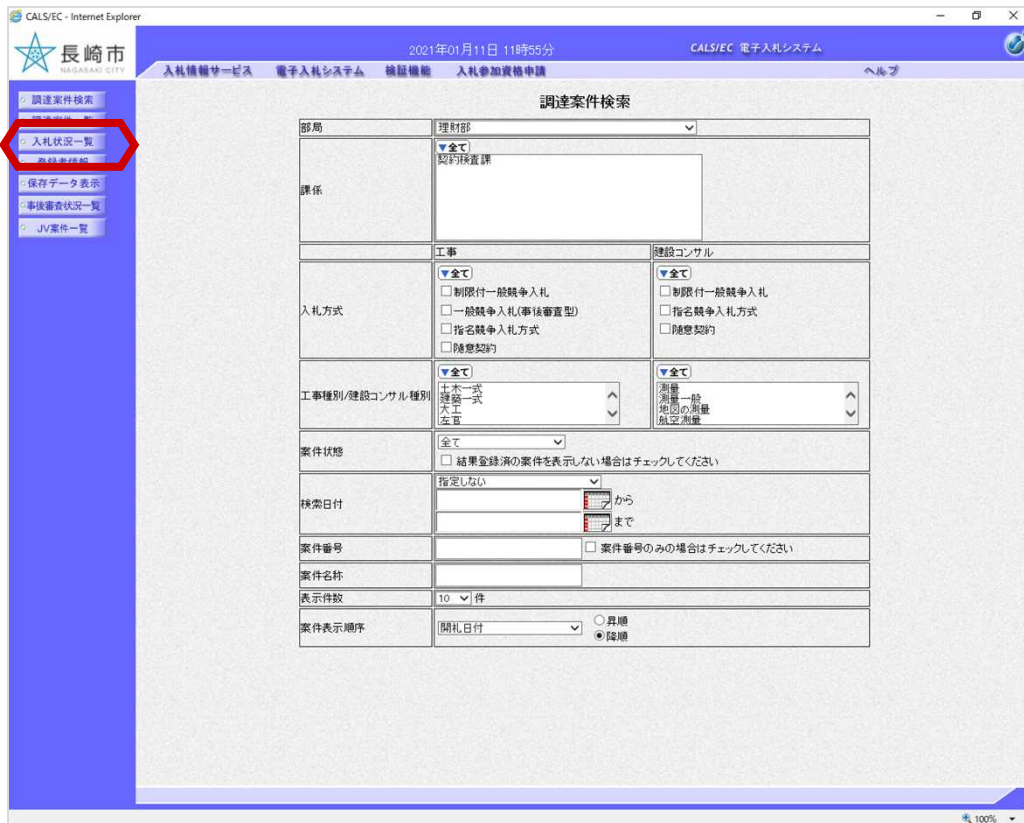 CALS/EC - Internet Explorer
長崎市
NAGASAKI CITY
2021年01月11日 11時55分
CALS/EC 電子入札システム
入札情報サービス 電子入札システム 検証機能 入札参加資格申請 ヘルプ
調達案件検索
調達案件一覧
入札状況一覧
登録者情報
保存データ表示
事後審査状況一覧
JV案件一覧
調達案件検索
部局 理財部
課係 ▼全て
契約検査課
工事 建設コンサル
入札方式
▼全て ▼全て
制限付一般競争入札 制限付一般競争入札
一般競争入札(事後審査型) 指名競争入札方式
指名競争入札方式 随意契約
随意契約
工事種別/建設コンサル種別
▼全て ▼全て
土木一式 測量
建築一式 測量一般
大工 地図の測量
左官 航空測量
案件状態 全て
結果登録済の案件を表示しない場合はチェックしてください
検索日付 指定しない
から
まで
案件番号 案件番号のみの場合はチェックしてください
案件名称
表示件数 10 件
案件表示順序 開札日付
昇順
降順
100%